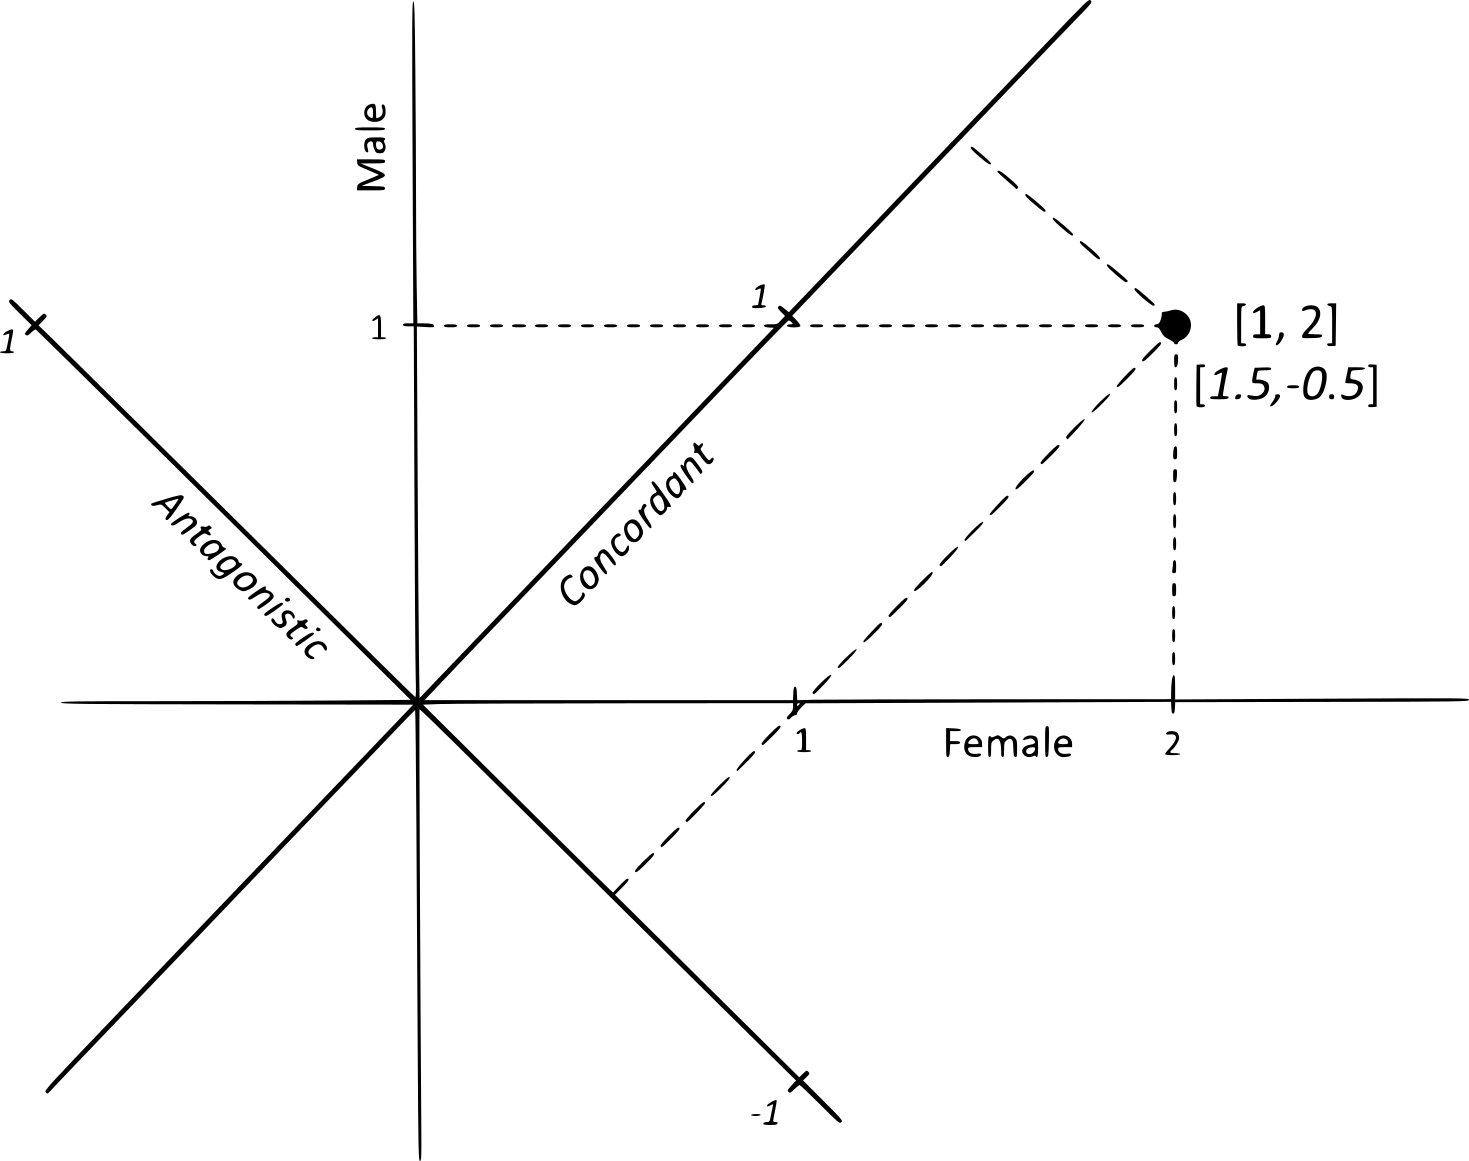 Male
1
1
1
[1, 2]
[1.5,-0.5]
Concordant
Antagonistic
1
Female
2
-1